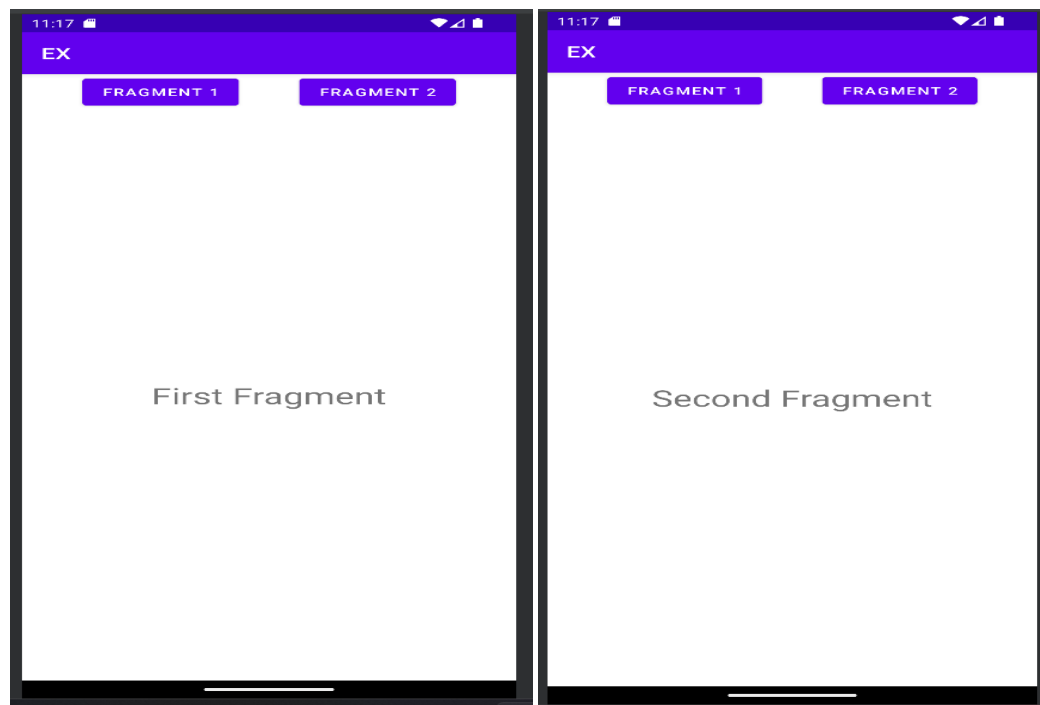 11:17
EX
FRAGMENT 1 FRAGMENT 2
First Fragment
11:17
EX
FRAGMENT 1 FRAGMENT 2
Second Fragment